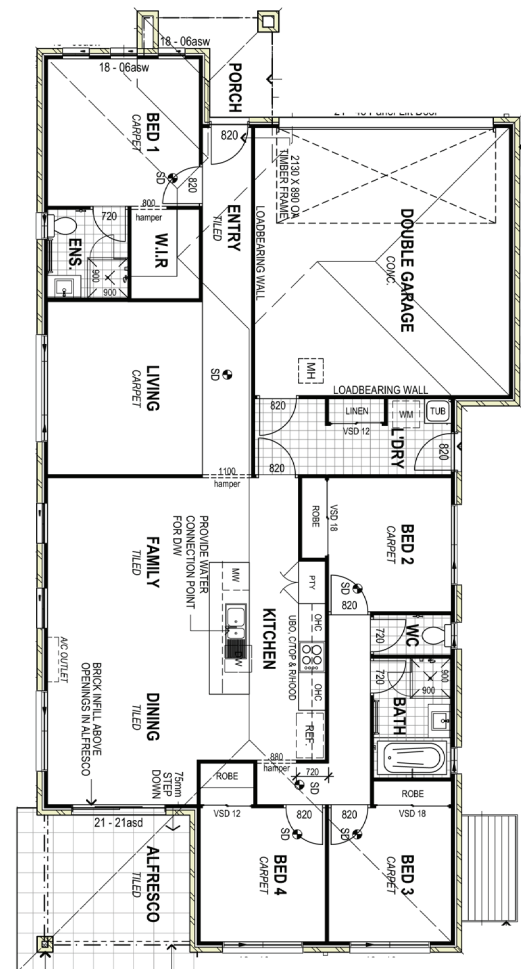 18 - 06asw
18 - 06asw
PORCH
BED 1
CARPET
820
820
SD
2130 X 890 OA
TIMBER FRAME
800
hamper
ENTRY
TILED
LOADBEARING WALL
DOUBLE GARAGE
CONC.
720
ENS.
W.I.R
900
900
LIVING
CARPET
SD
MH
LOADBEARING WALL
820
LINEN
WM
TUB
VSD 12
L'DRY
820
820
1100
hamper
ROBE
VSD 18
BED 2
CARPET
FAMILY
TILED
PROVIDE WATER
CONNECTION POINT
FOR D/W
MW
D/W
KITCHEN
PTY
OHC
UBO, C/TOP & R/HOOD
OHC
REF.
SD
820
720
WC
720
900
900
BATH
A/C OUTLET
DINING
TILED
BRICK INFILL ABOVE
OPENINGS IN ALFRESCO
75mm
STEP
DOWN
880
hamper
720
SD
ROBE
ROBE
21 - 21asd
VSD 12
820
820
VSD 18
SD
SD
ALFRESCO
TILED
BED 4
CARPET
BED 3
CARPET